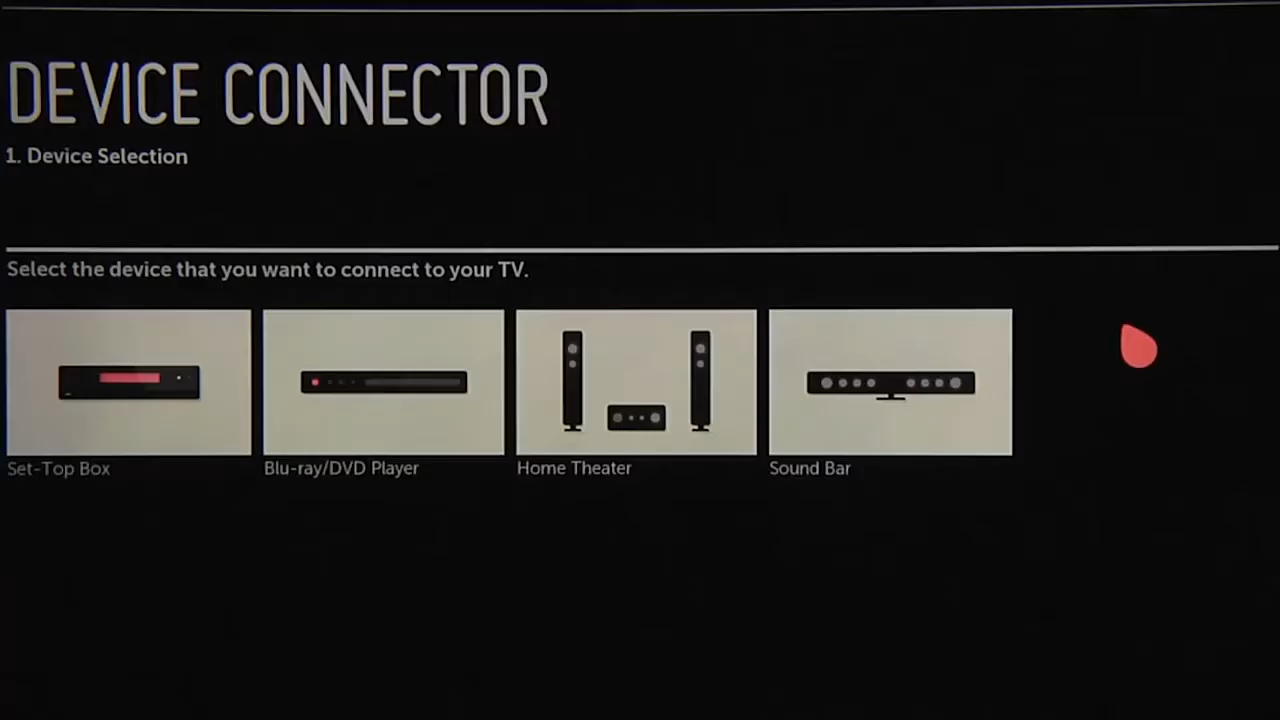 DEVICE CONNECTOR
1. Device Selection
Select the device that you want to connect to your TV.
Set-Top Box
Blu-ray/DVD Player
Home Theater
Sound Bar